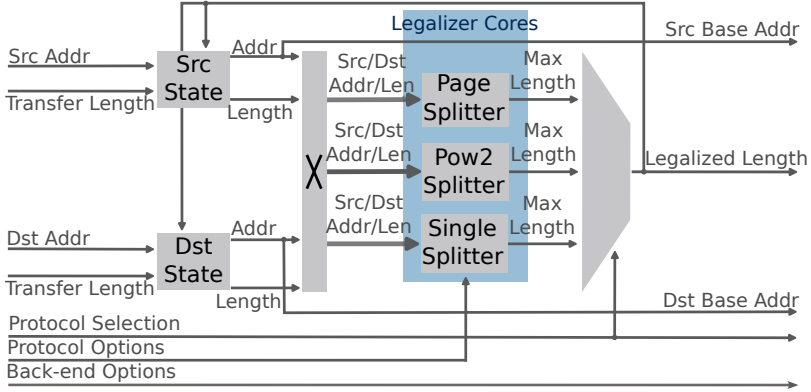 Legalizer Cores
Src Base Addr
Src Addr
Transfer Length
Src
State
Addr
Length
Src/Dst
Addr/Len
Page
Splitter
Max
Length
Src/Dst
Addr/Len
Pow2
Splitter
Max
Length
Legalized Length
Src/Dst
Addr/Len
Single
Splitter
Max
Length
Dst Addr
Transfer Length
Dst
State
Addr
Length
Dst Base Addr
Protocol Selection
Protocol Options
Back-end Options